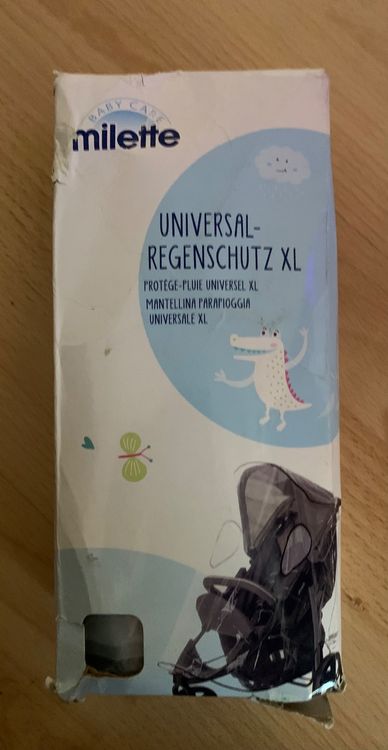 BABY CARE
milette
UNIVERSAL-
REGENSCHUTZ XL
PROTÈGE-PLUIE UNIVERSEL XL
MANTELLINA PARAPIOGGIA
UNIVERSALE XL